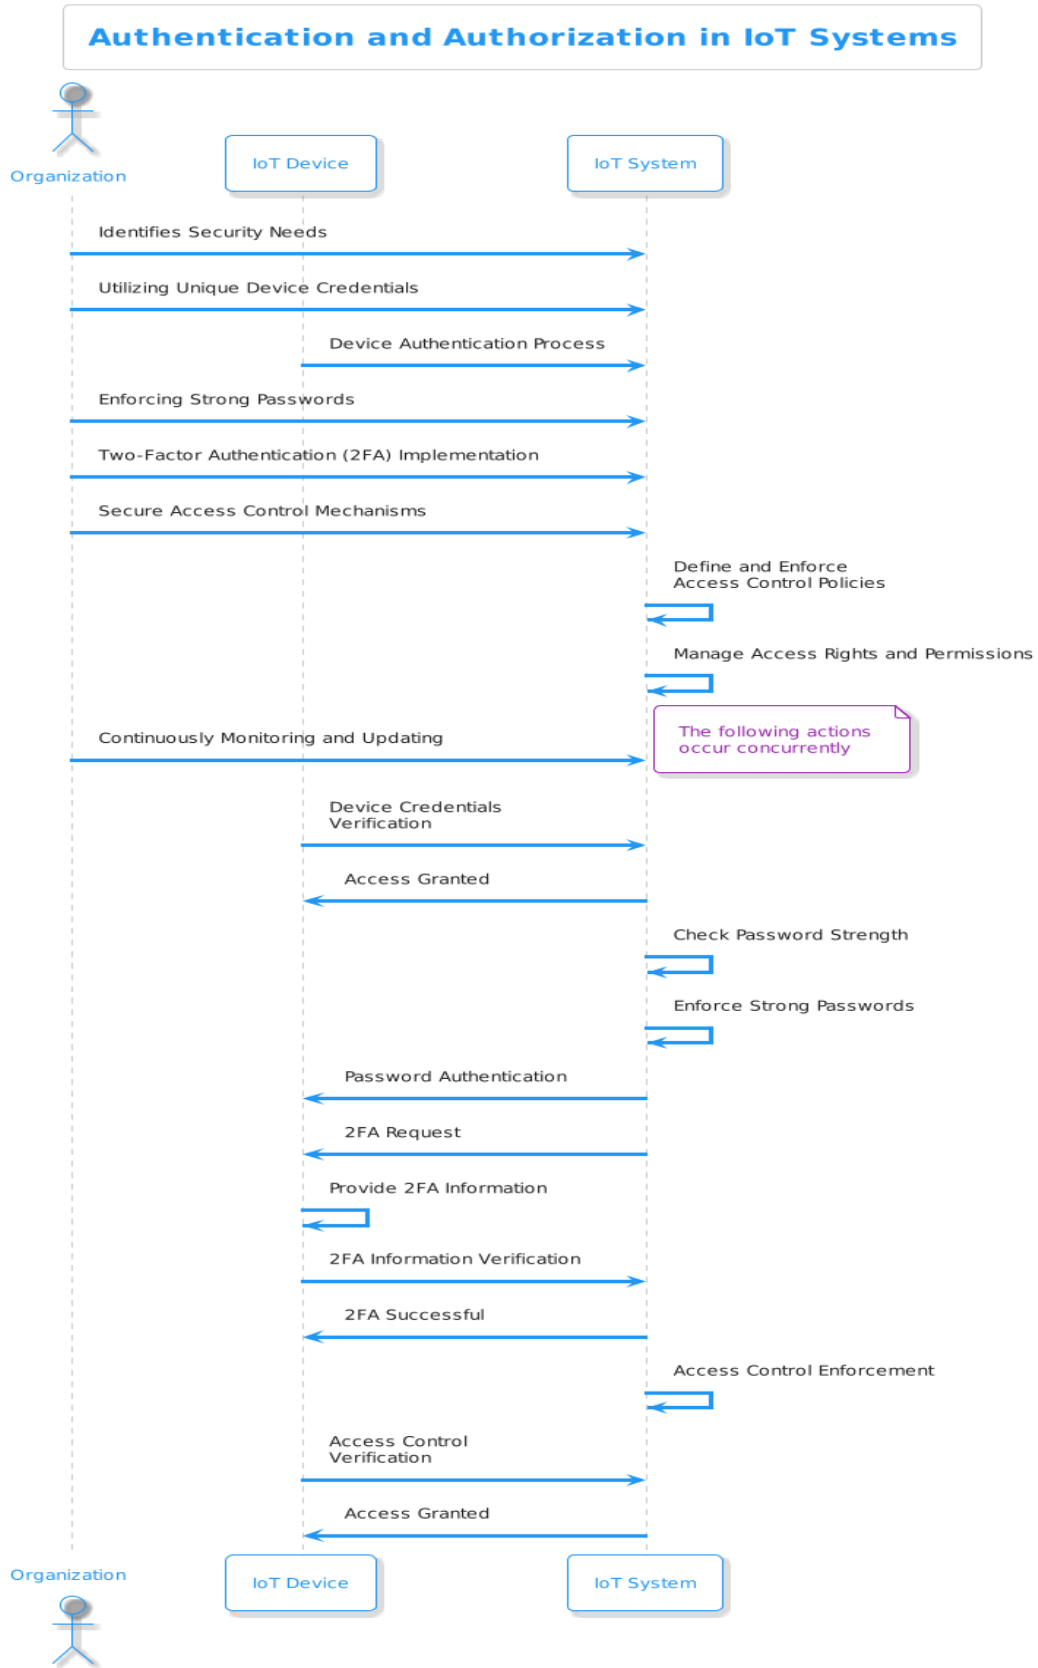 Authentication and Authorization in IoT Systems
Organization
IoT Device
IoT System
Identifies Security Needs
Utilizing Unique Device Credentials
Device Authentication Process
Enforcing Strong Passwords
Two-Factor Authentication (2FA) Implementation
Secure Access Control Mechanisms
Define and Enforce
Access Control Policies
Manage Access Rights and Permissions
Continuously Monitoring and Updating
The following actions
occur concurrently
Device Credentials
Verification
Access Granted
Check Password Strength
Enforce Strong Passwords
Password Authentication
2FA Request
Provide 2FA Information
2FA Information Verification
2FA Successful
Access Control Enforcement
Access Control
Verification
Access Granted
Organization
IoT Device
IoT System